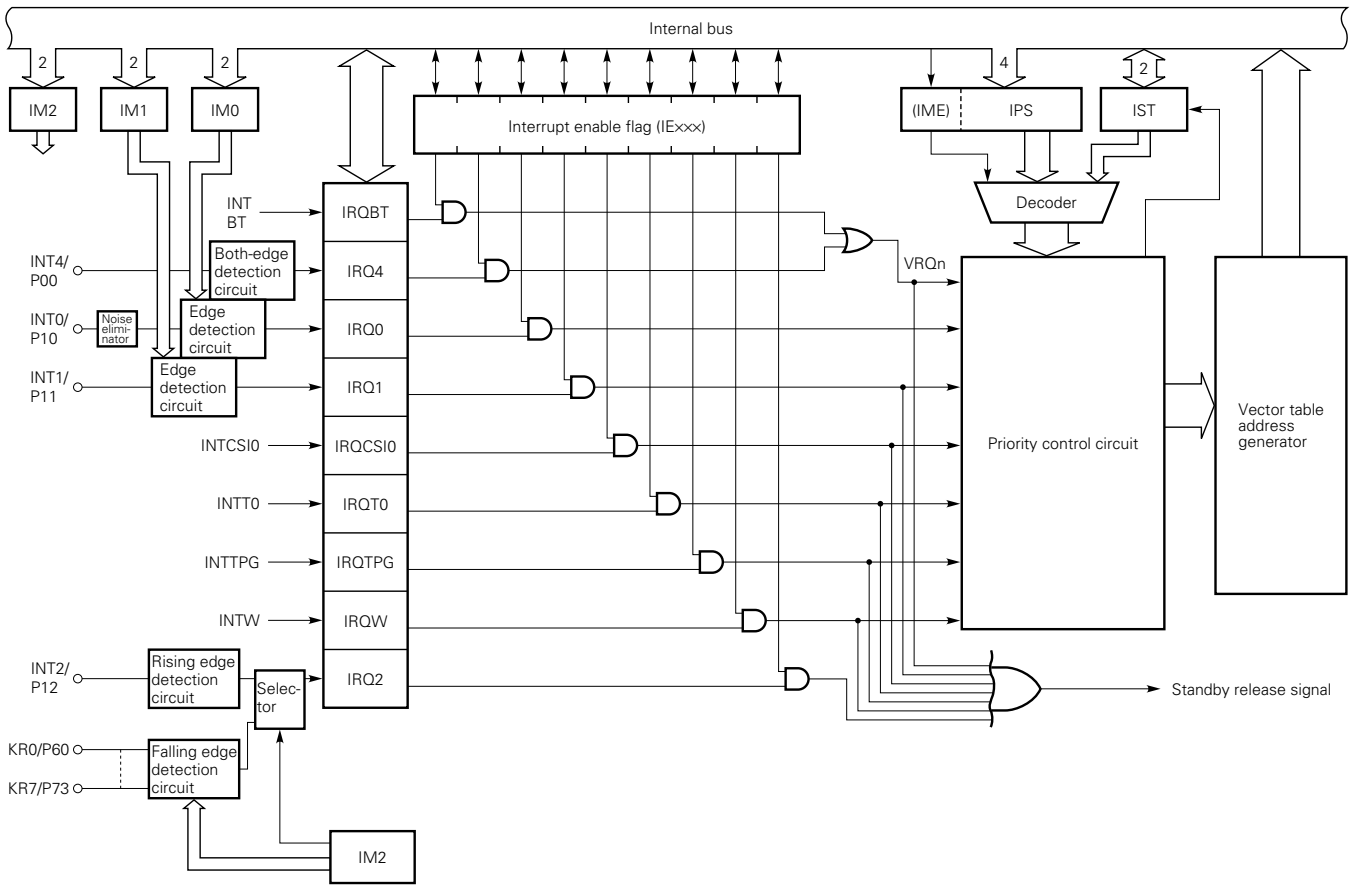 Internal bus
2
2
2
4
2
IM2
IM1
IM0
Interrupt enable flag (IE×××)
(IME)
IPS
IST
Decoder
INT
BT
IRQBT
INT4/
P00
Both-edge
detection
circuit
IRQ4
VRQn
INT0/
P10
Noise
elimi-
nator
Edge
detection
circuit
IRQ0
INT1/
P11
Edge
detection
circuit
IRQ1
INTCSI0
IRQCSI0
Priority control circuit
Vector table
address
generator
INTT0
IRQT0
INTTPG
IRQTPG
INTW
IRQW
INT2/
P12
Rising edge
detection
circuit
Selec-
tor
IRQ2
Standby release signal
KR0/P60
KR7/P73
Falling edge
detection
circuit
IM2